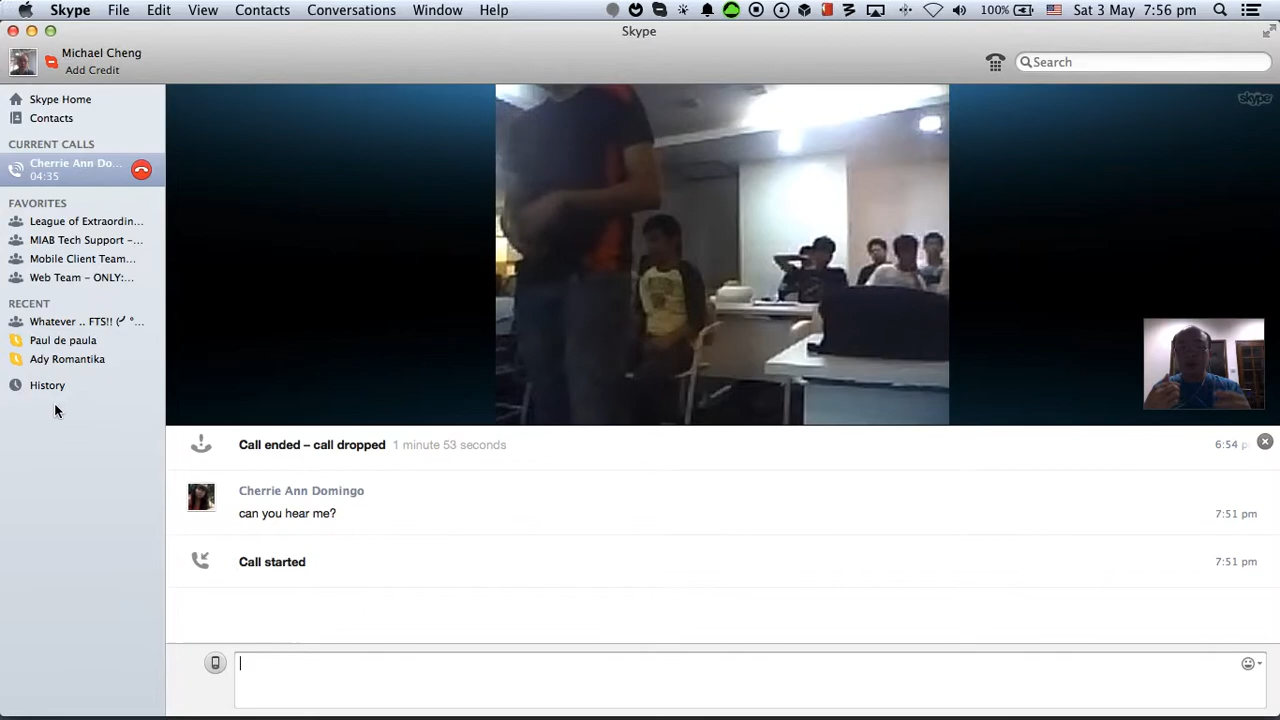 Skype File Edit View Contacts Conversations Window Help 100% Sat 3 May 7:56 pm
Skype
Michael Cheng
Add Credit
Search
Skype Home
Contacts
CURRENT CALLS
Cherrie Ann Do...
04:35
FAVORITES
League of Extraordin...
MIAB Tech Support -...
Mobile Client Team...
Web Team - ONLY:...
RECENT
Whatever .. FTS!! (╯°...
Paul de paula
Ady Romantika
History
skype
Call ended – call dropped 1 minute 53 seconds 6:54 p
Cherrie Ann Domingo
can you hear me? 7:51 pm
Call started 7:51 pm